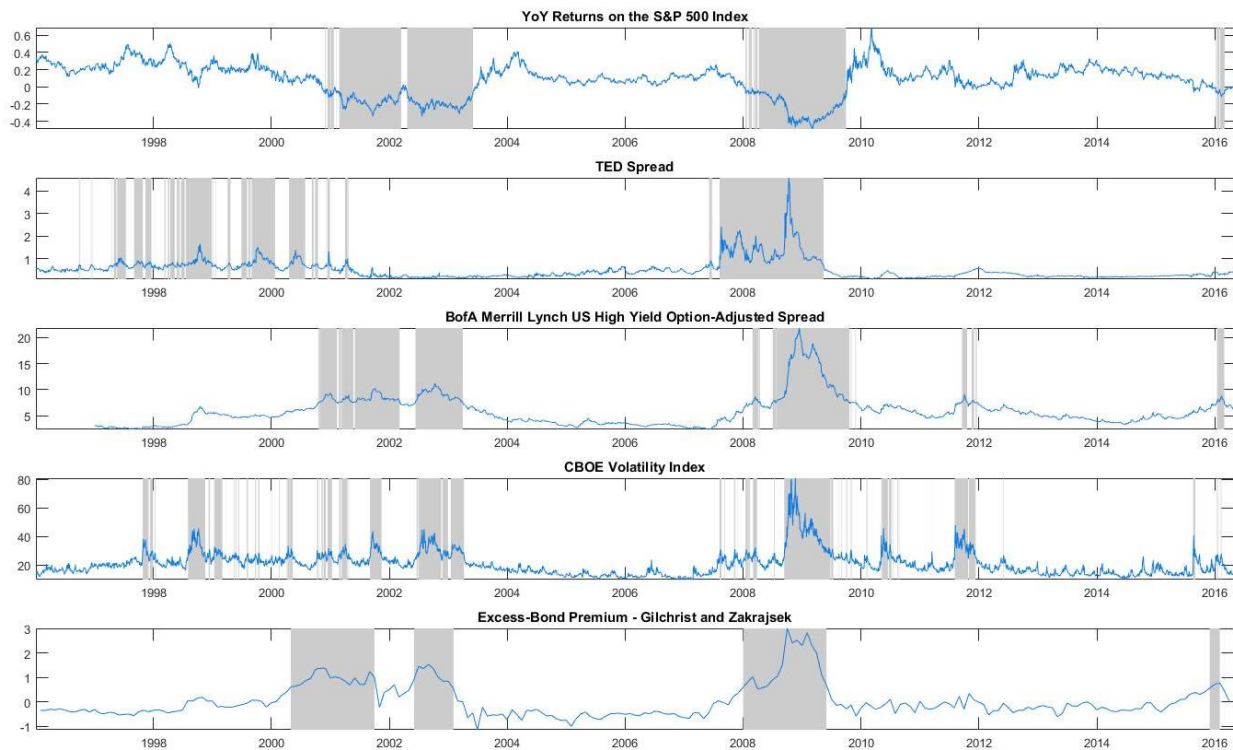 YoY Returns on the S&P 500 Index
0.6
0.4
0.2
0
-0.2
-0.4
1998 2000 2002 2004 2006 2008 2010 2012 2014 2016
TED Spread
4
3
2
1
1998 2000 2002 2004 2006 2008 2010 2012 2014 2016
BofA Merrill Lynch US High Yield Option-Adjusted Spread
20
15
10
5
1998 2000 2002 2004 2006 2008 2010 2012 2014 2016
CBOE Volatility Index
80
60
40
20
1998 2000 2002 2004 2006 2008 2010 2012 2014 2016
Excess-Bond Premium - Gilchrist and Zakrajsek
3
2
1
0
-1
1998 2000 2002 2004 2006 2008 2010 2012 2014 2016